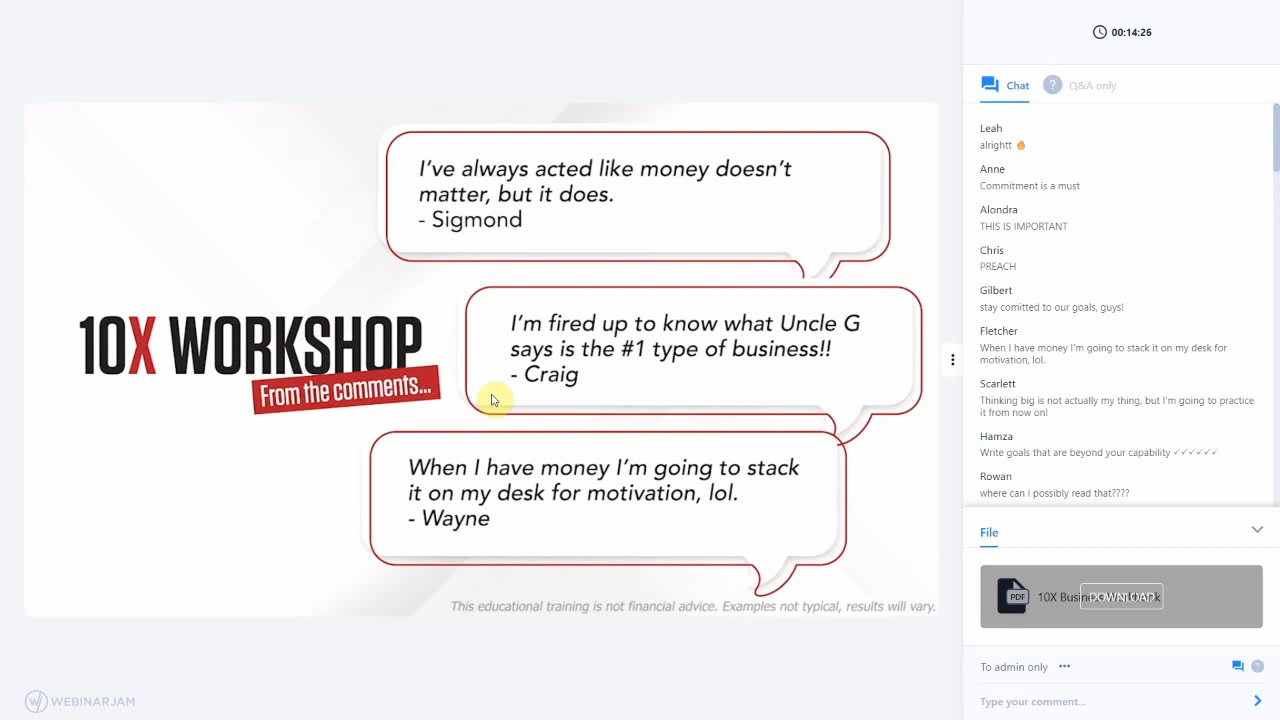 00:14:26
Chat
? Q&A only
I've always acted like money doesn't
matter, but it does.
- Sigmond
I'm fired up to know what Uncle G
says is the #1 type of business!!
- Craig
10X WORKSHOP
From the comments...
When I have money I'm going to stack
it on my desk for motivation, lol.
- Wayne
This educational training is not financial advice. Examples not typical, results will vary.
WEBINARJAM
Leah
alrightt 🔥
Anne
Commitment is a must
Alondra
THIS IS IMPORTANT
Chris
PREACH
Gilbert
stay comitted to our goals, guys!
Fletcher
When I have money I'm going to stack it on my desk for
motivation, lol.
Scarlett
Thinking big is not actually my thing, but I'm going to practice
it from now on!
Hamza
Write goals that are beyond your capability ✓✓✓✓✓✓
Rowan
where can I possibly read that????
File
PDF
10X
DOWNLOAD
To admin only
Type your comment...